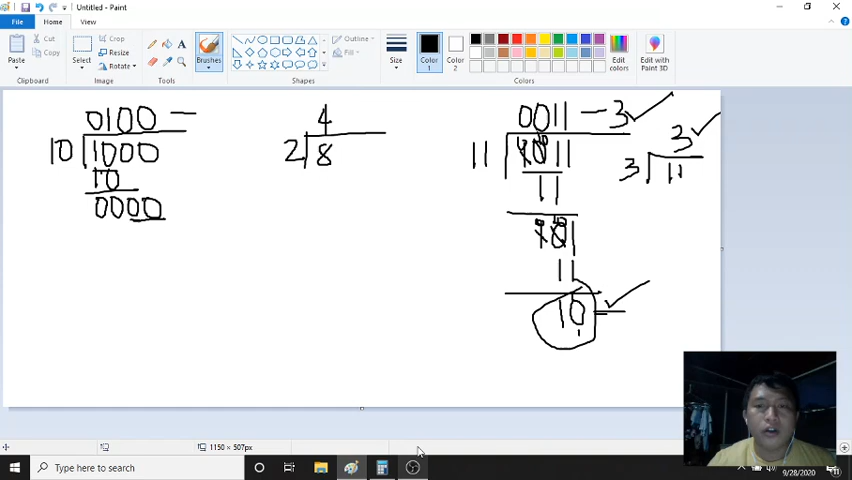 Untitled - Paint
File
Home
View
Paste
Cut
Copy
Clipboard
Select
Crop
Resize
Rotate
Image
Tools
Brushes
Shapes
Outline
Fill
Size
Color 1
Color 2
Edit colors
Colors
Edit with Paint 3D
0100 —
10 1000
10
0000
4
2 8
0011 — 3
11 1011
11
101
11
10
3
3 11
1150 × 507px
Type here to search
9/28/2020